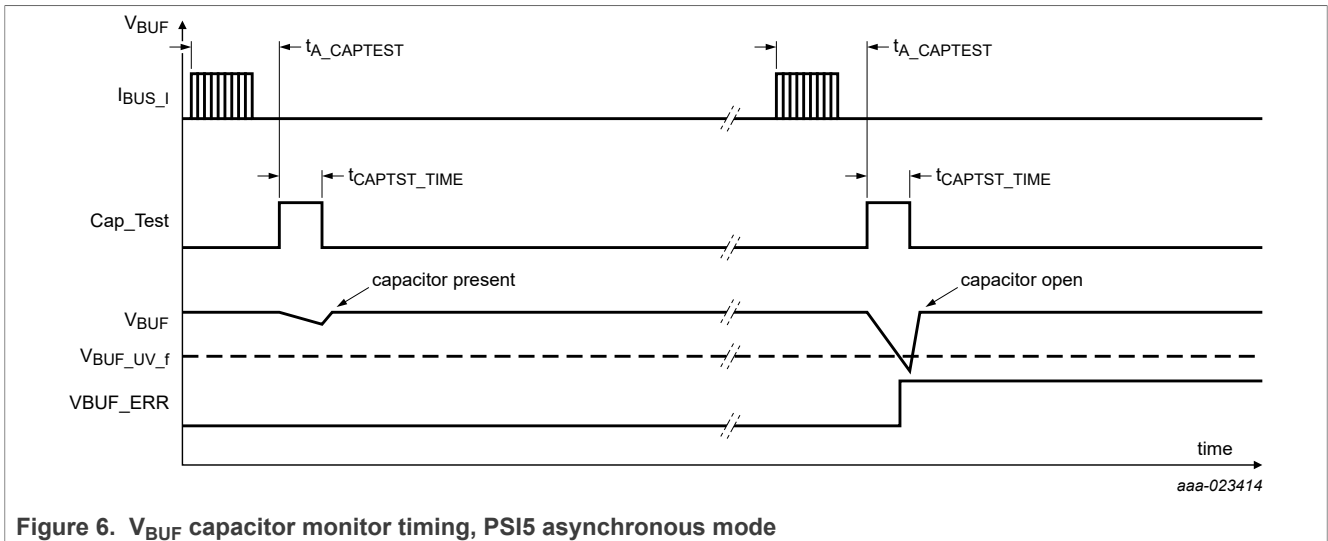 VBUF
tA_CAPTEST
tA_CAPTEST
IBUS_I
tCAPTST_TIME
tCAPTST_TIME
Cap_Test
capacitor present
capacitor open
VBUF
VBUF_UV_f
VBUF_ERR
time
aaa-023414
Figure 6. VBUF capacitor monitor timing, PSI5 asynchronous mode